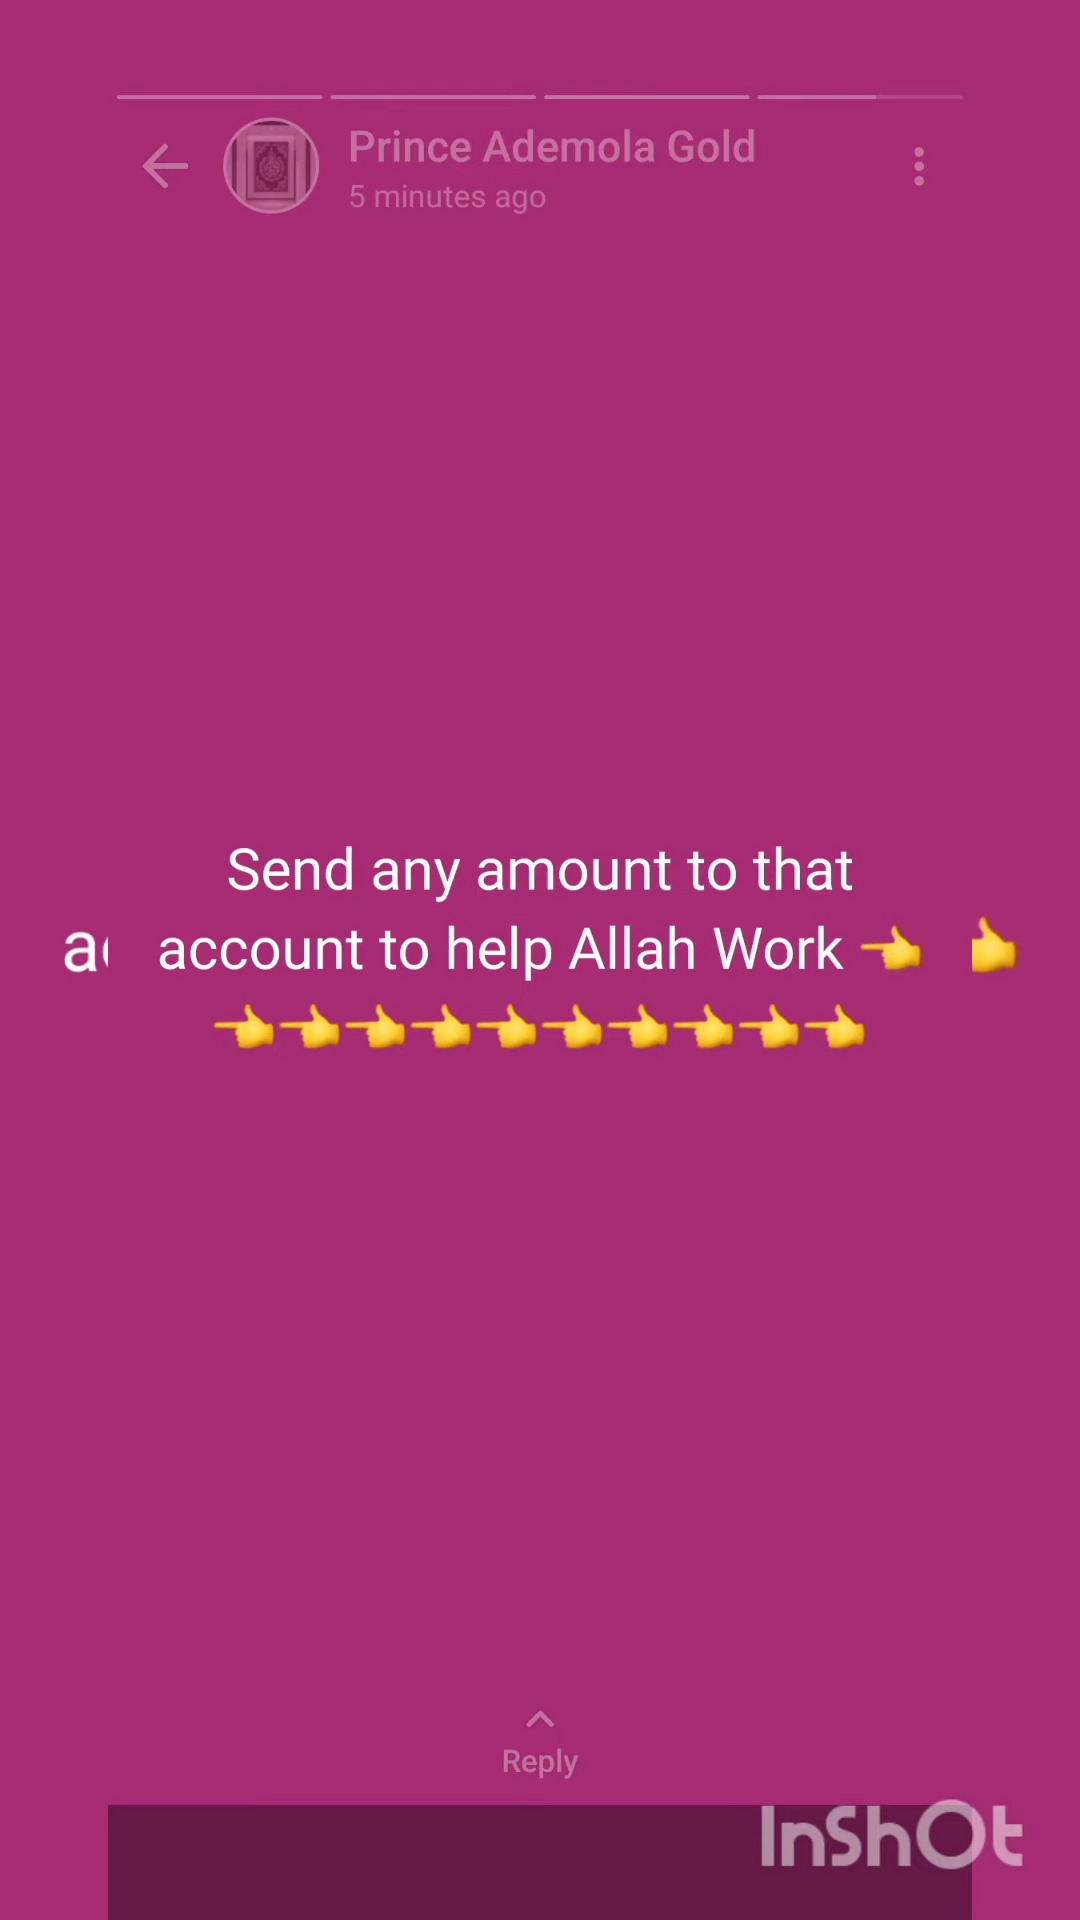 Prince Ademola Gold
5 minutes ago
Send any amount to that
account to help Allah Work 👈
👈👈👈👈👈👈👈👈👈👈
Reply
InShOt